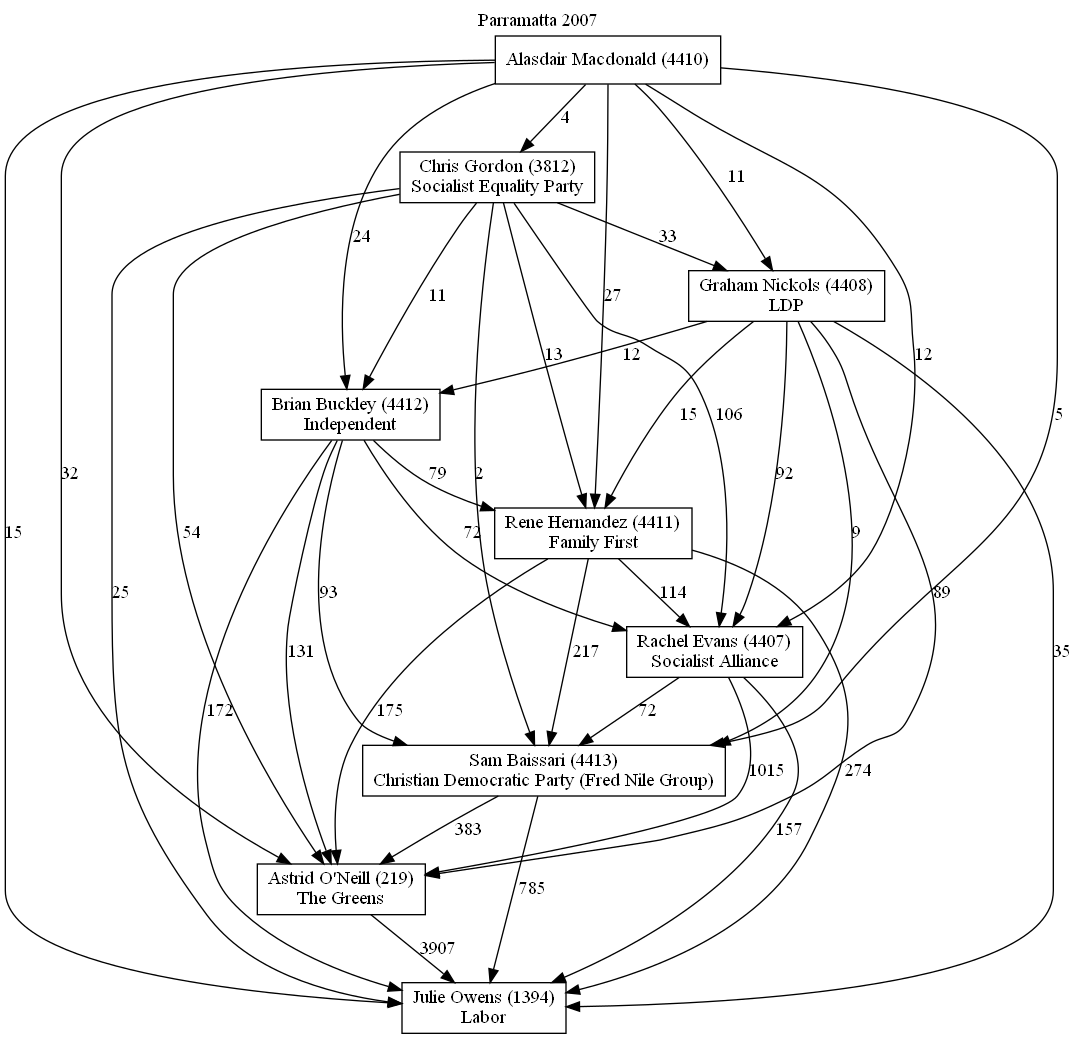 Parramatta 2007
Alasdair Macdonald (4410)
4
Chris Gordon (3812)
Socialist Equality Party
11
24
33
Graham Nickols (4408)
LDP
11
27
13
12
12
Brian Buckley (4412)
Independent
15
106
5
32
79
2
92
Rene Hernandez (4411)
Family First
15
54
72
9
25
93
114
89
Rachel Evans (4407)
Socialist Alliance
131
217
35
172
175
72
Sam Baissari (4413)
Christian Democratic Party (Fred Nile Group)
1015
274
383
157
Astrid O'Neill (219)
The Greens
785
3907
Julie Owens (1394)
Labor